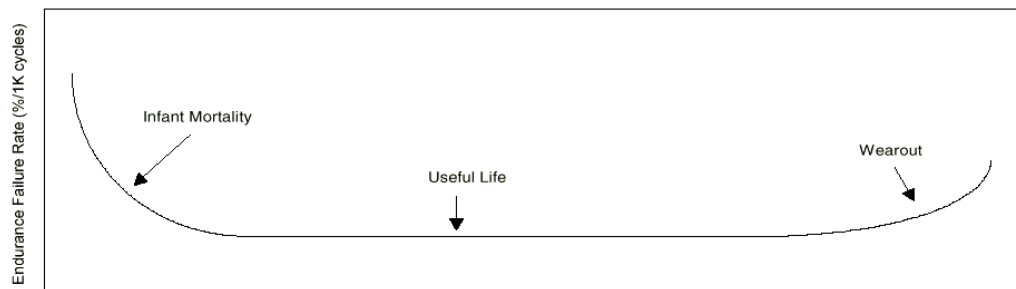 Endurance Failure Rate (%/1K cycles)
Infant Mortality
Useful Life
Wearout